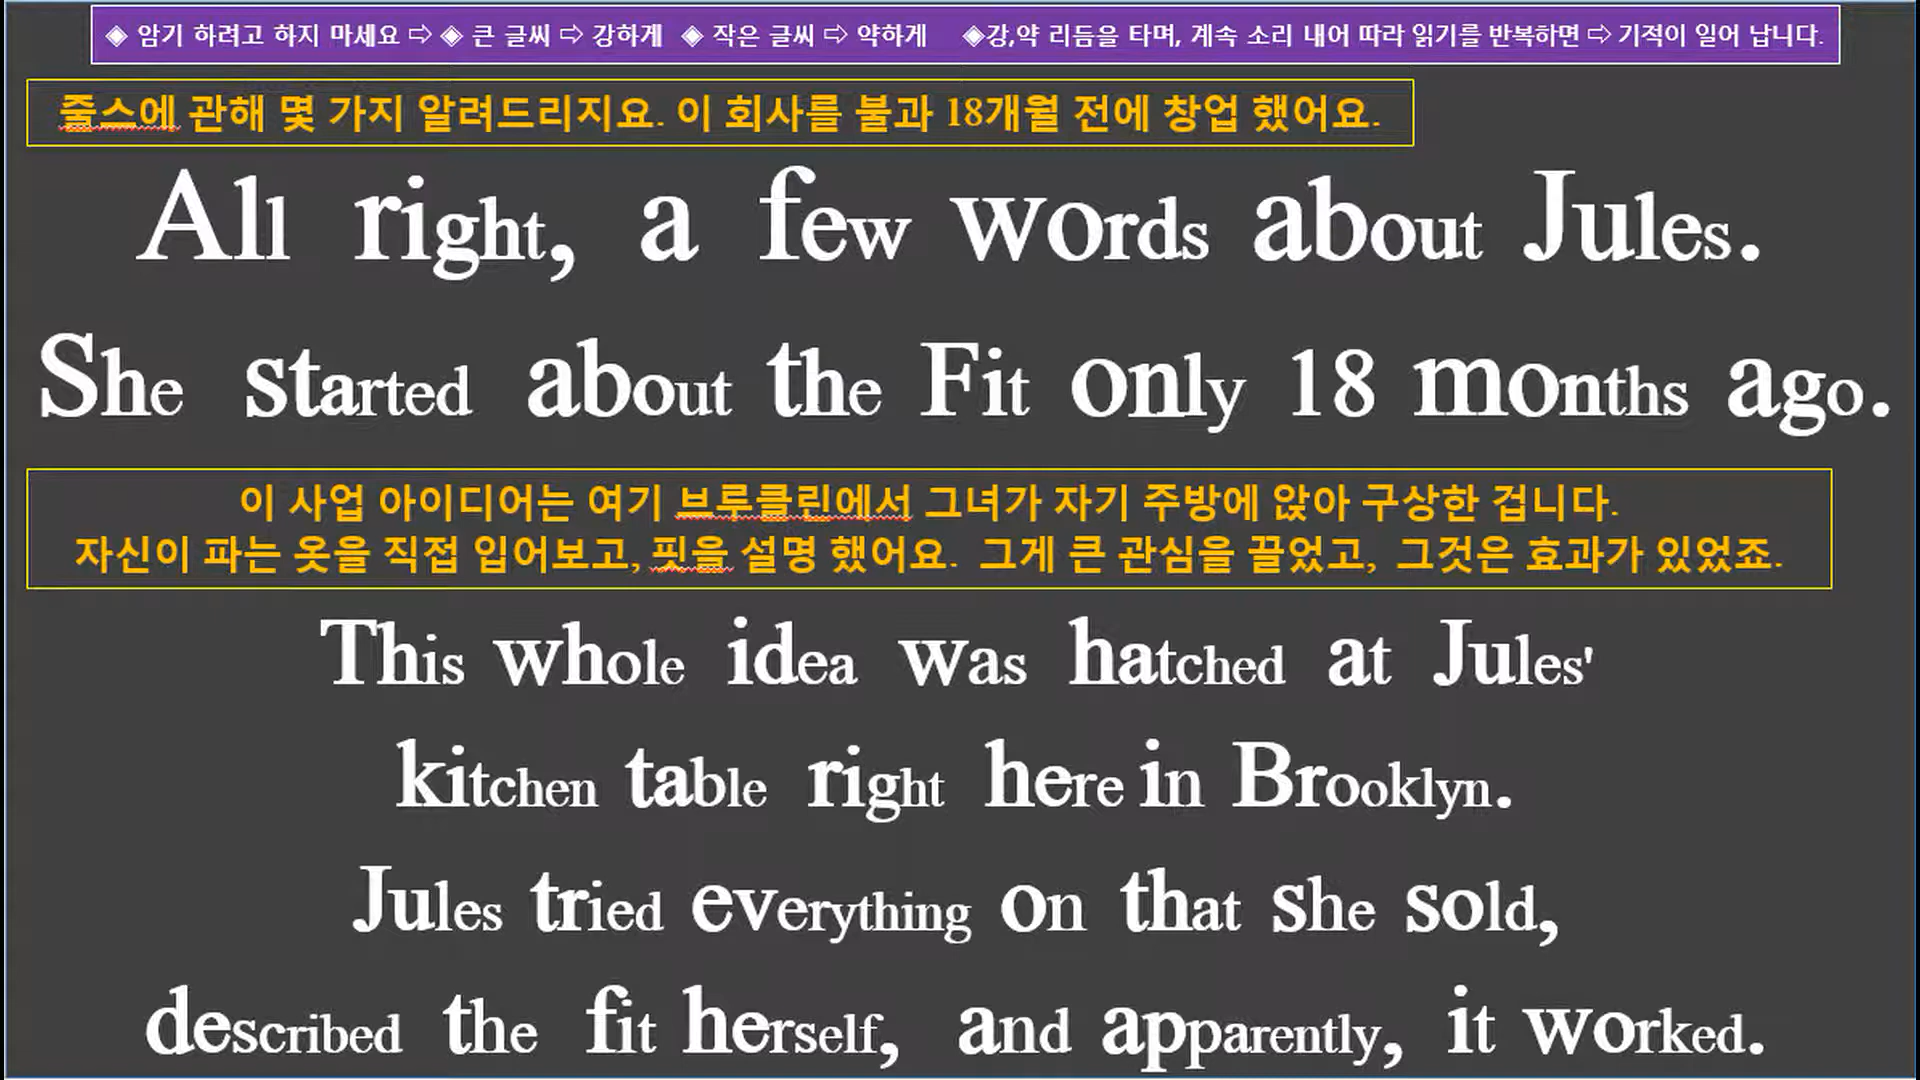 ◈ 암기 하려고 하지 마세요 ⇨ ◈ 큰 글씨 ⇨ 강하게 ◈ 작은 글씨 ⇨ 약하게 ◈강,약 리듬을 타며, 계속 소리 내어 따라 읽기를 반복하면 ⇨ 기적이 일어 납니다.
줄스에 관해 몇 가지 알려드리지요. 이 회사를 불과 18개월 전에 창업 했어요.
All right, a few words about Jules.
She started about the Fit only 18 months ago.
이 사업 아이디어는 여기 브루클린에서 그녀가 자기 주방에 앉아 구상한 겁니다.
자신이 파는 옷을 직접 입어보고, 핏을 설명 했어요. 그게 큰 관심을 끌었고, 그것은 효과가 있었죠.
This whole idea was hatched at Jules'
kitchen table right here in Brooklyn.
Jules tried everything on that she sold,
described the fit herself, and apparently, it worked.